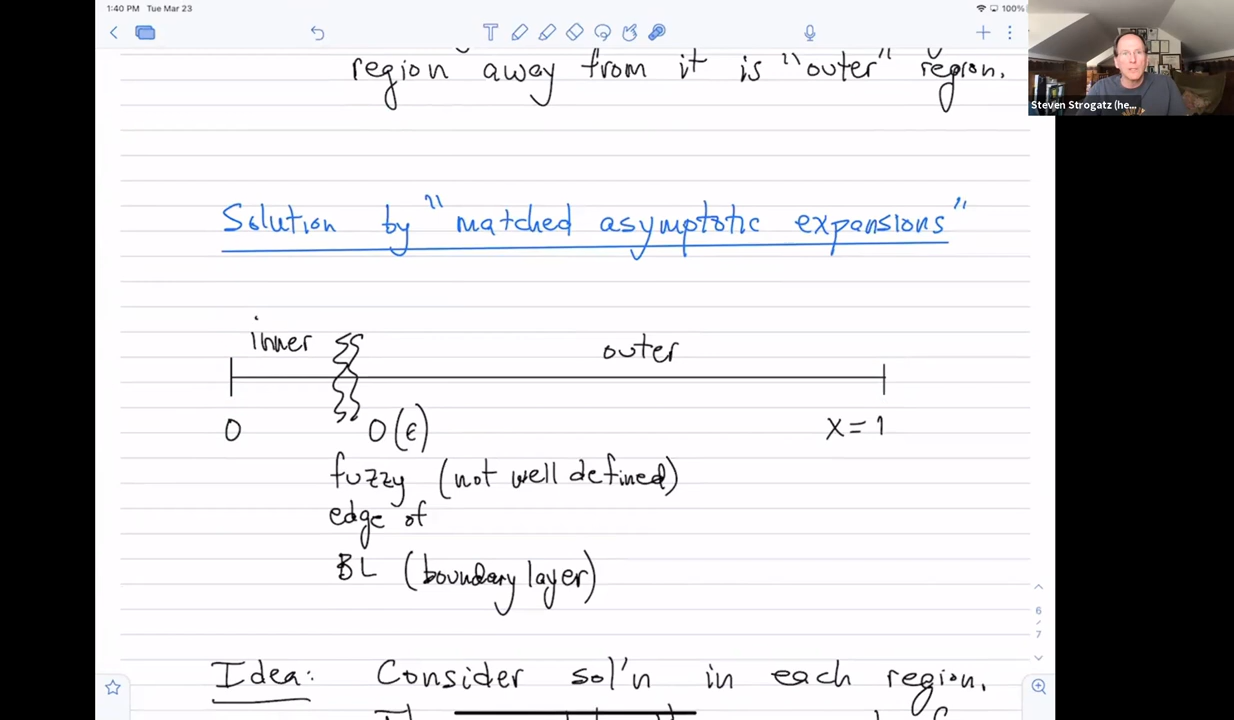 1:40 PM Tue Mar 23
100%
region away from it is "outer" region.
Steven Strogatz (he...
Solution by "matched asymptotic expansions"
inner
outer
0
O(ε)
x = 1
fuzzy (not well defined)
edge of
BL (boundary layer)
6
/
7
Idea: Consider sol'n in each region.